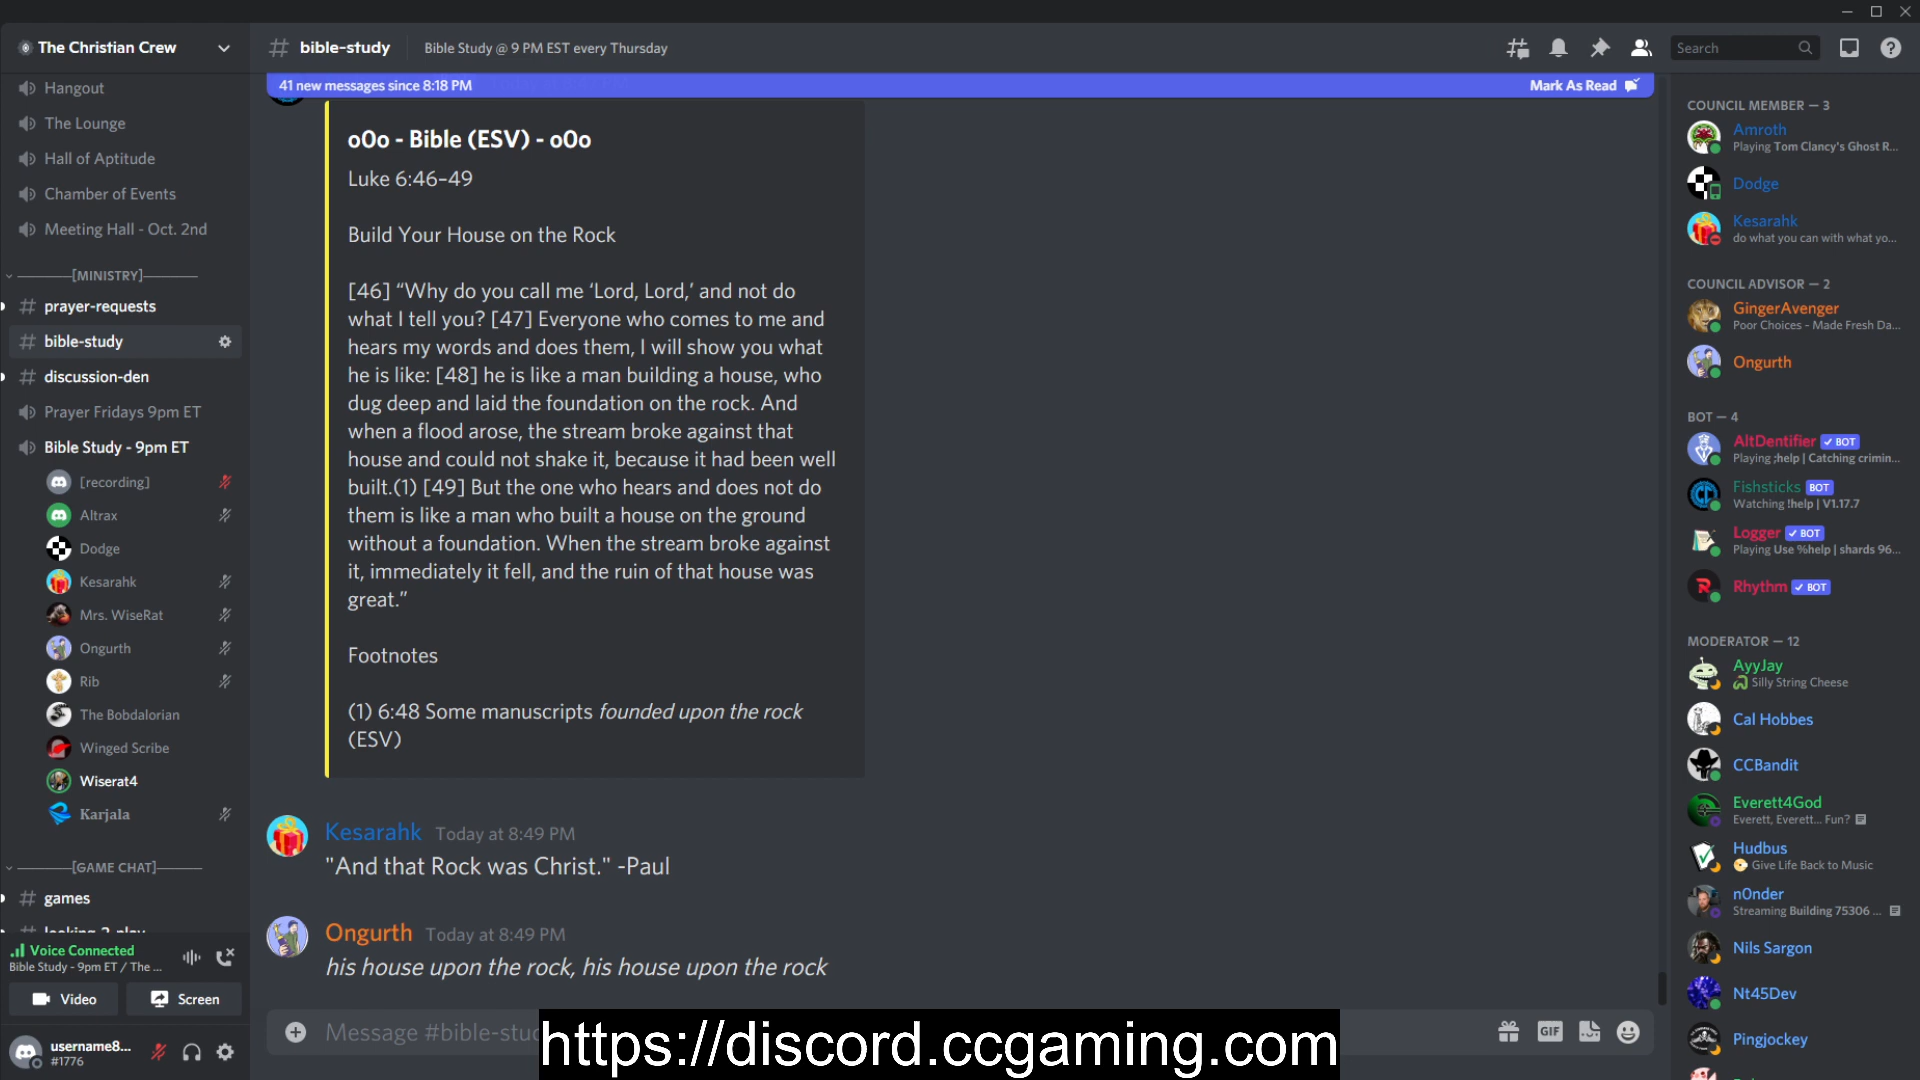 The Christian Crew
Hangout
The Lounge
Hall of Aptitude
Chamber of Events
Meeting Hall - Oct. 2nd
[MINISTRY]
prayer-requests
bible-study
discussion-den
Prayer Fridays 9pm ET
Bible Study - 9pm ET
[recording]
Altrax
Dodge
Kesarahk
Mrs. WiseRat
Ongurth
Rib
The Bobdalorian
Winged Scribe
Wiserat4
Karjala
[GAME CHAT]
games
looking-2-play
Voice Connected
Bible Study - 9pm ET / The ...
Video
Screen
username8...
#1776
bible-study
Bible Study @ 9 PM EST every Thursday
Search
41 new messages since 8:18 PM
Mark As Read
oOo - Bible (ESV) - oOo
Luke 6:46–49
Build Your House on the Rock
[46] “Why do you call me ‘Lord, Lord,’ and not do
what I tell you? [47] Everyone who comes to me and
hears my words and does them, I will show you what
he is like: [48] he is like a man building a house, who
dug deep and laid the foundation on the rock. And
when a flood arose, the stream broke against that
house and could not shake it, because it had been well
built.(1) [49] But the one who hears and does not do
them is like a man who built a house on the ground
without a foundation. When the stream broke against
it, immediately it fell, and the ruin of that house was
great.”
Footnotes
(1) 6:48 Some manuscripts founded upon the rock
(ESV)
Kesarahk Today at 8:49 PM
"And that Rock was Christ." -Paul
Ongurth Today at 8:49 PM
his house upon the rock, his house upon the rock
Message #bible-stu
GIF
https://discord.ccgaming.com
COUNCIL MEMBER — 3
Amroth
Playing Tom Clancy's Ghost R...
Dodge
Kesarahk
do what you can with what yo...
COUNCIL ADVISOR — 2
GingerAvenger
Poor Choices - Made Fresh Da...
Ongurth
BOT — 4
AltDentifier BOT
Playing ;help | Catching crimin...
Fishsticks BOT
Watching !help | V1.17.7
Logger BOT
Playing Use %help | shards 96...
Rhythm BOT
MODERATOR — 12
AyyJay
Silly String Cheese
Cal Hobbes
CCBandit
Everett4God
Everett, Everett... Fun?
Hudbus
Give Life Back to Music
n0nder
Streaming Building 75306 ...
Nils Sargon
Nt45Dev
Pingjockey